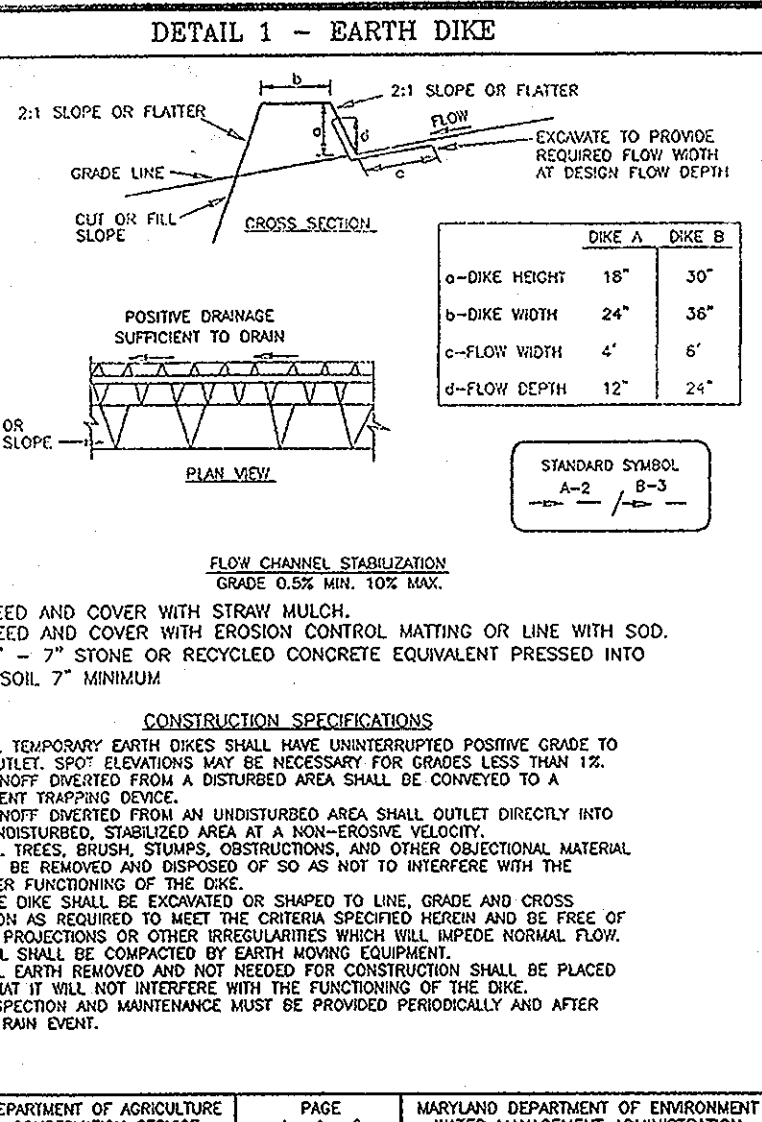 DETAIL 1 - EARTH DIKE
b
2:1 SLOPE OR FLATTER
2:1 SLOPE OR FLATTER
FLOW
a
d
EXCAVATE TO PROVIDE
REQUIRED FLOW WIDTH
AT DESIGN FLOW DEPTH
GRADE LINE
c
CUT OR FILL
SLOPE
CROSS SECTION
DIKE A DIKE B
a-DIKE HEIGHT 18" 30"
b-DIKE WIDTH 24" 36"
c-FLOW WIDTH 4' 6'
d-FLOW DEPTH 12" 24"
POSITIVE DRAINAGE
SUFFICIENT TO DRAIN
OR
SLOPE
PLAN VIEW
STANDARD SYMBOL
A-2 B-3
/
FLOW CHANNEL STABILIZATION
GRADE 0.5% MIN. 10% MAX.
EED AND COVER WITH STRAW MULCH.
EED AND COVER WITH EROSION CONTROL MATTING OR LINE WITH SOD.
" - 7" STONE OR RECYCLED CONCRETE EQUIVALENT PRESSED INTO
SOIL 7" MINIMUM
CONSTRUCTION SPECIFICATIONS
TEMPORARY EARTH DIKES SHALL HAVE UNINTERRUPTED POSITIVE GRADE TO
UTLET. SPOT ELEVATIONS MAY BE NECESSARY FOR GRADES LESS THAN 1%.
NOFF DIVERTED FROM A DISTURBED AREA SHALL BE CONVEYED TO A
ENT TRAPPING DEVICE.
NOFF DIVERTED FROM AN UNDISTURBED AREA SHALL OUTLET DIRECTLY INTO
NDISTURBED, STABILIZED AREA AT A NON-EROSIVE VELOCITY.
L TREES, BRUSH, STUMPS, OBSTRUCTIONS, AND OTHER OBJECTIONAL MATERIAL
BE REMOVED AND DISPOSED OF SO AS NOT TO INTERFERE WITH THE
ER FUNCTIONING OF THE DIKE.
E DIKE SHALL BE EXCAVATED OR SHAPED TO LINE, GRADE AND CROSS
ON AS REQUIRED TO MEET THE CRITERIA SPECIFIED HEREIN AND BE FREE OF
PROJECTIONS OR OTHER IRREGULARITIES WHICH WILL IMPEDE NORMAL FLOW.
L SHALL BE COMPACTED BY EARTH MOVING EQUIPMENT.
L EARTH REMOVED AND NOT NEEDED FOR CONSTRUCTION SHALL BE PLACED
AT IT WILL NOT INTERFERE WITH THE FUNCTIONING OF THE DIKE.
SPECTION AND MAINTENANCE MUST BE PROVIDED PERIODICALLY AND AFTER
RAIN EVENT.
EPARTMENT OF AGRICULTURE
PAGE
MARYLAND DEPARTMENT OF ENVIRONMENT